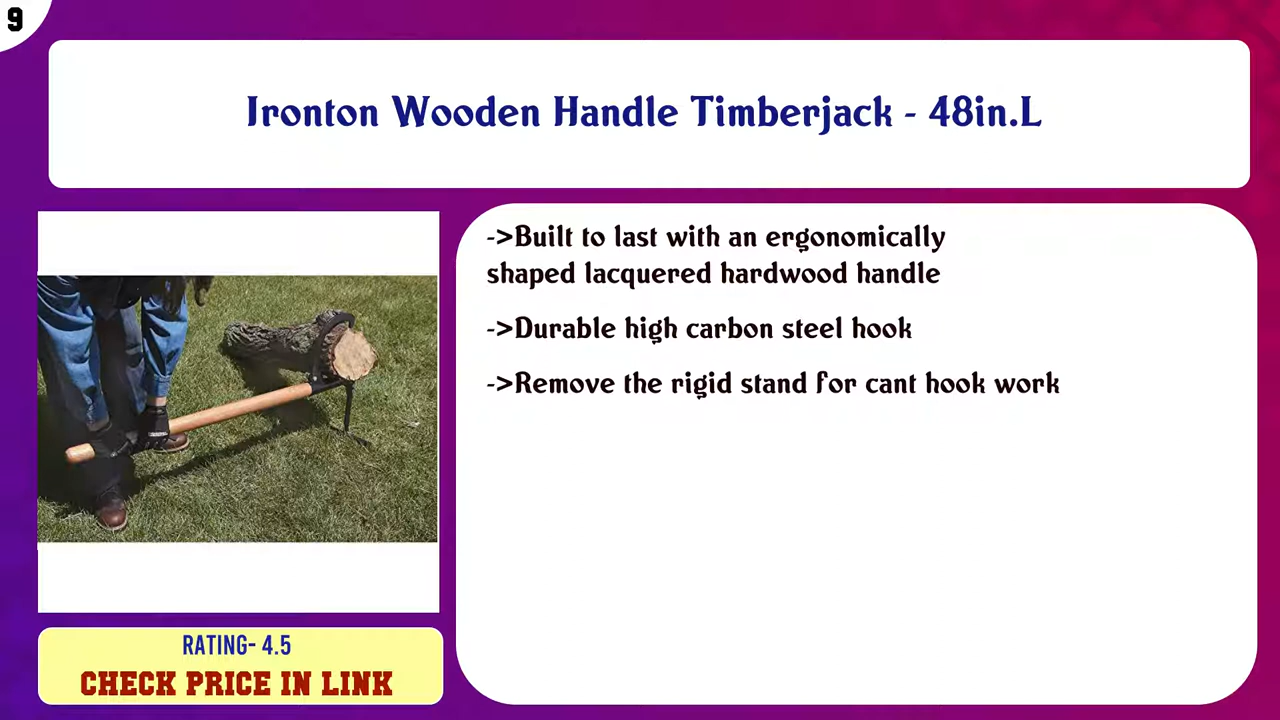 9
Ironton Wooden Handle Timberjack - 48in.L
->Built to last with an ergonomically
shaped lacquered hardwood handle
->Durable high carbon steel hook
->Remove the rigid stand for cant hook work
RATING- 4.5
CHECK PRICE IN LINK